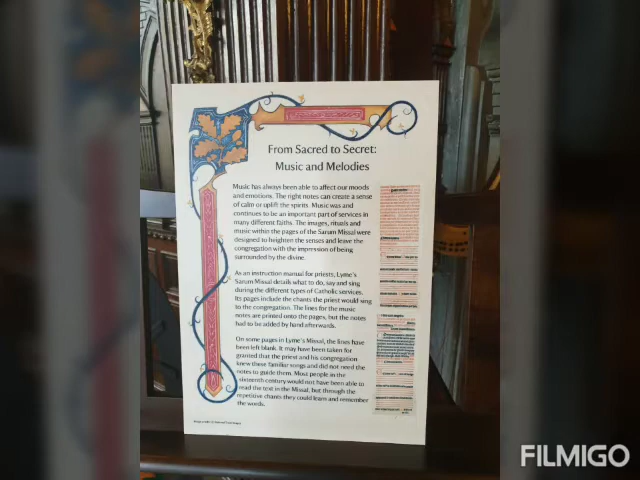 From Sacred to Secret:
Music and Melodies
Music has always been able to affect our moods
and emotions. The right notes can create a sense
of calm or uplift the spirits. Music was and
continues to be an important part of services in
many different faiths. The images, rituals and
music within the pages of the Sarum Missal were
designed to heighten the senses and leave the
congregation with the impression of being
surrounded by the divine.
As an instruction manual for priests, Lyme's
Sarum Missal details what to do, say and sing
during the different types of Catholic services.
Its pages include the chants the priest would sing
to the congregation. The lines for the music
notes are printed onto the pages, but the notes
had to be added by hand afterwards.
On some pages in Lyme's Missal, the lines have
been left blank. It may have been taken for
granted that the priest and his congregation
knew these familiar songs and did not need the
notes to guide them. Most people in the
sixteenth century would not have been able to
read the text in the Missal, but through the
repetitive chants they could learn and remember
the words.
FILMIGO